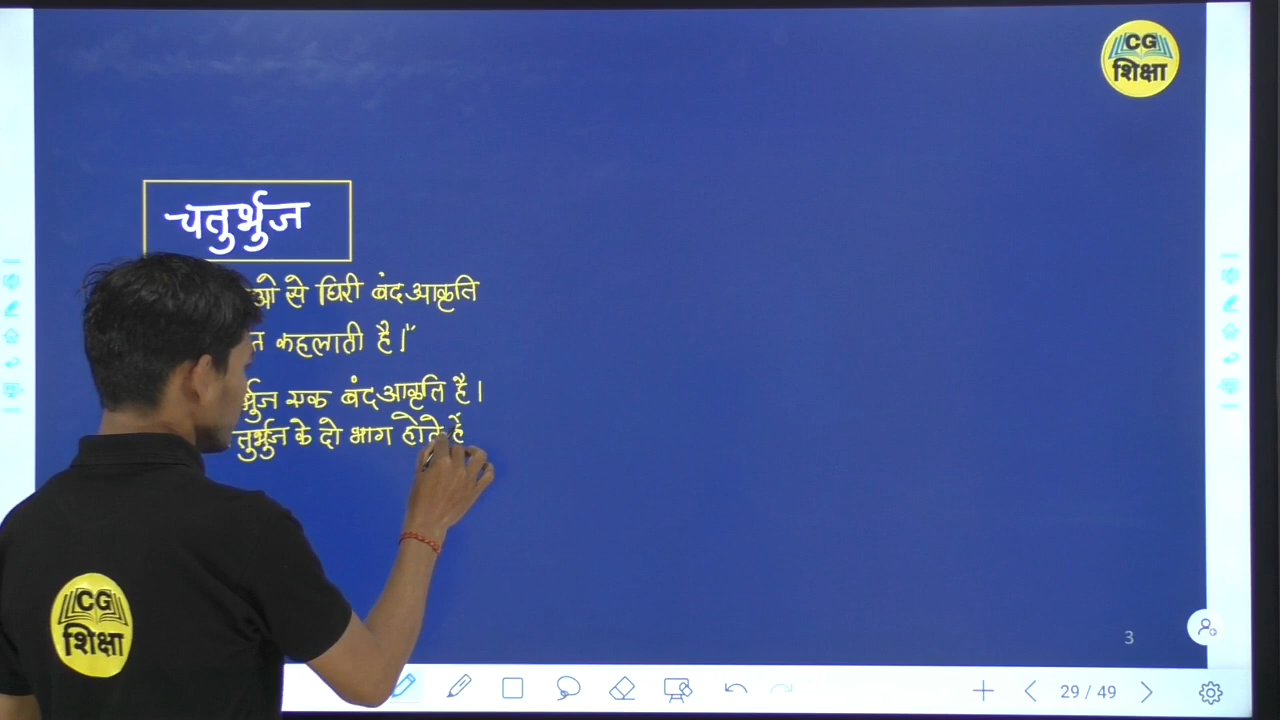 CG
शिक्षा
चतुर्भुज
ओ से घिरी बंद आकृति
कहलाती है।"
र्भुज एक बंद आकृति है।
तुर्भुज के दो भाग होते हैं
3
CG
शिक्षा
29 / 49